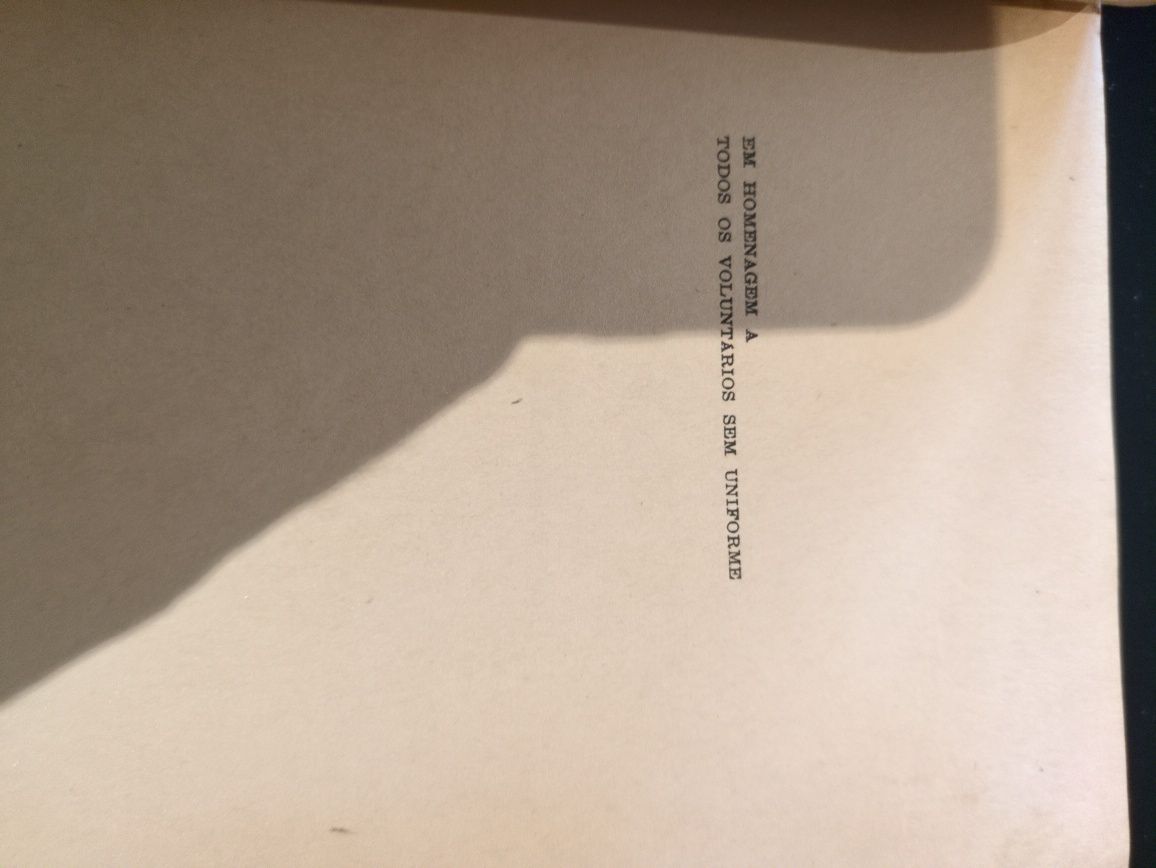 EM HOMENAGEM A
TODOS OS VOLUNTÁRIOS SEM UNIFORME